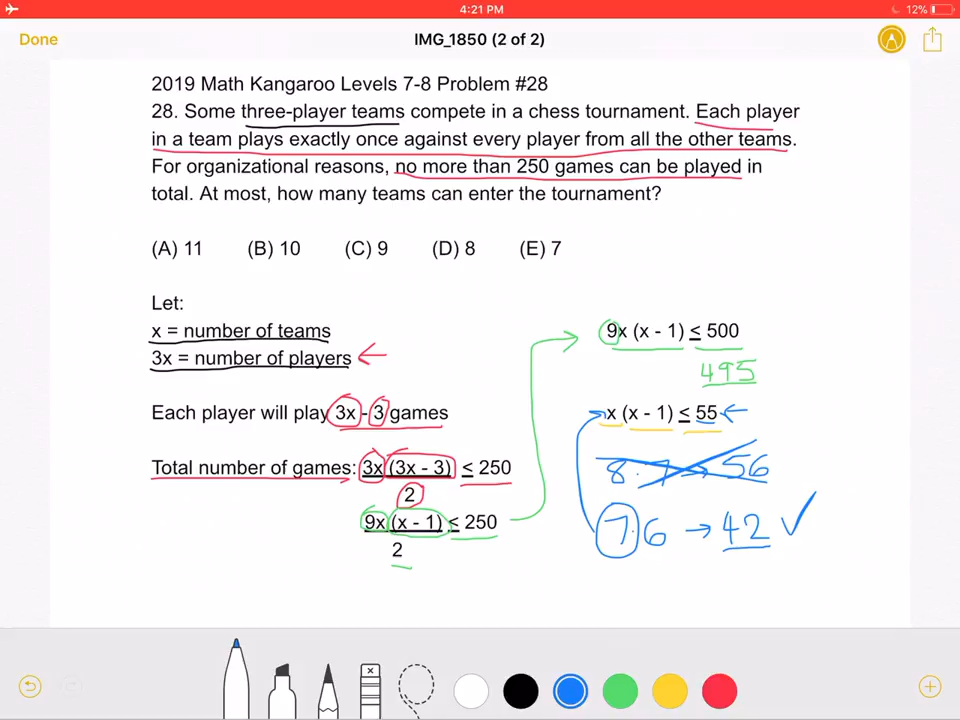 4:21 PM
12%
Done
IMG_1850 (2 of 2)
2019 Math Kangaroo Levels 7-8 Problem #28
28. Some three-player teams compete in a chess tournament. Each player
in a team plays exactly once against every player from all the other teams.
For organizational reasons, no more than 250 games can be played in
total. At most, how many teams can enter the tournament?
(A) 11 (B) 10 (C) 9 (D) 8 (E) 7
Let:
x = number of teams
3x = number of players
Each player will play 3x - 3 games
Total number of games: 3x (3x - 3) ≤ 250
2
9x (x - 1) ≤ 250
2
9x (x - 1) ≤ 500
495
x (x - 1) ≤ 55
8·7 → 56
7·6 → 42 ✓